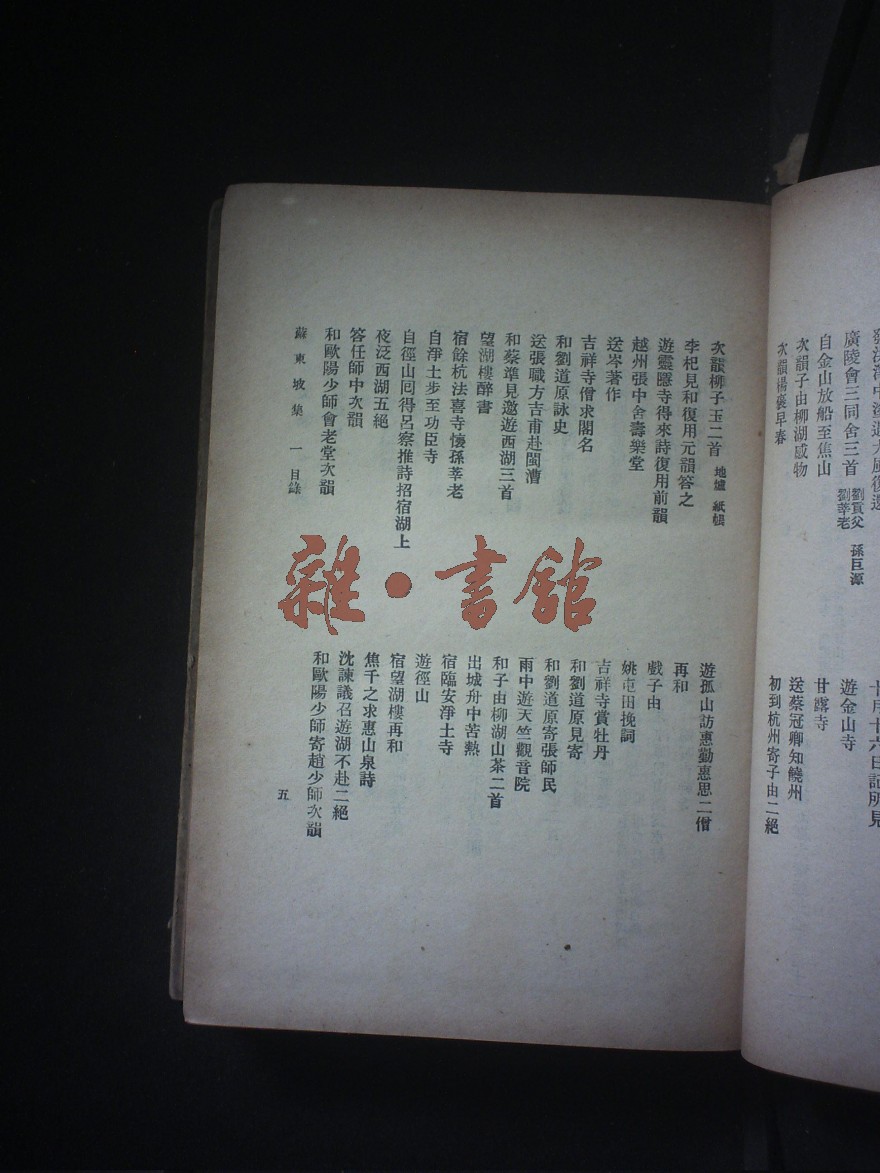 廣陵會三同舍三首 劉貢父 孫巨源 劉莘老
自金山放船至焦山
次韻子由柳湖感物
次韻楊褒早春
十月十六日記所見
遊金山寺
甘露寺
送蔡冠卿知饒州
初到杭州寄子由二絕
次韻柳子玉二首 地爐 紙帳
李杞見和復用元韻答之
遊靈隱寺得來詩復用前韻
越州張中舍壽樂堂
送岑著作
吉祥寺僧求閣名
和劉道原詠史
送張職方吉甫赴閩漕
和蔡準見邀遊西湖三首
望湖樓醉書
宿餘杭法喜寺懷孫莘老
自淨土步至功臣寺
自徑山囘得呂察推詩招宿湖上
夜泛西湖五絕
答任師中次韻
和歐陽少師會老堂次韻
遊孤山訪惠勤惠思二僧
再和
戲子由
姚屯田挽詞
吉祥寺賞牡丹
和劉道原見寄
和劉道原寄張師民
雨中遊天竺觀音院
和子由柳湖山茶二首
出城舟中苦熱
宿臨安淨土寺
遊徑山
宿望湖樓再和
焦千之求惠山泉詩
沈諫議召遊湖不赴二絕
和歐陽少師寄趙少師次韻
蘇東坡集 一 目錄
五
雜・書館